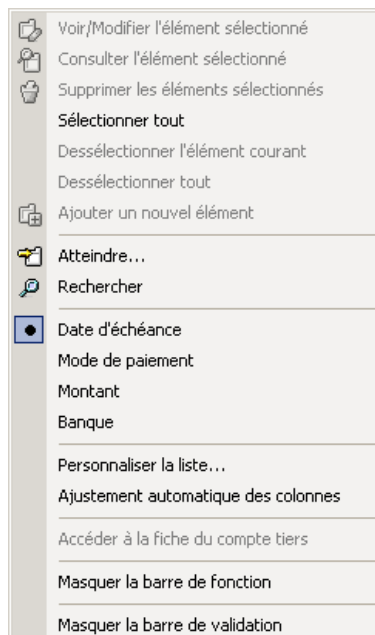 Voir/Modifier l'élément sélectionné
Consulter l'élément sélectionné
Supprimer les éléments sélectionnés
Sélectionner tout
Dessélectionner l'élément courant
Dessélectionner tout
Ajouter un nouvel élément
Atteindre...
Rechercher
Date d'échéance
Mode de paiement
Montant
Banque
Personnaliser la liste...
Ajustement automatique des colonnes
Accéder à la fiche du compte tiers
Masquer la barre de fonction
Masquer la barre de validation